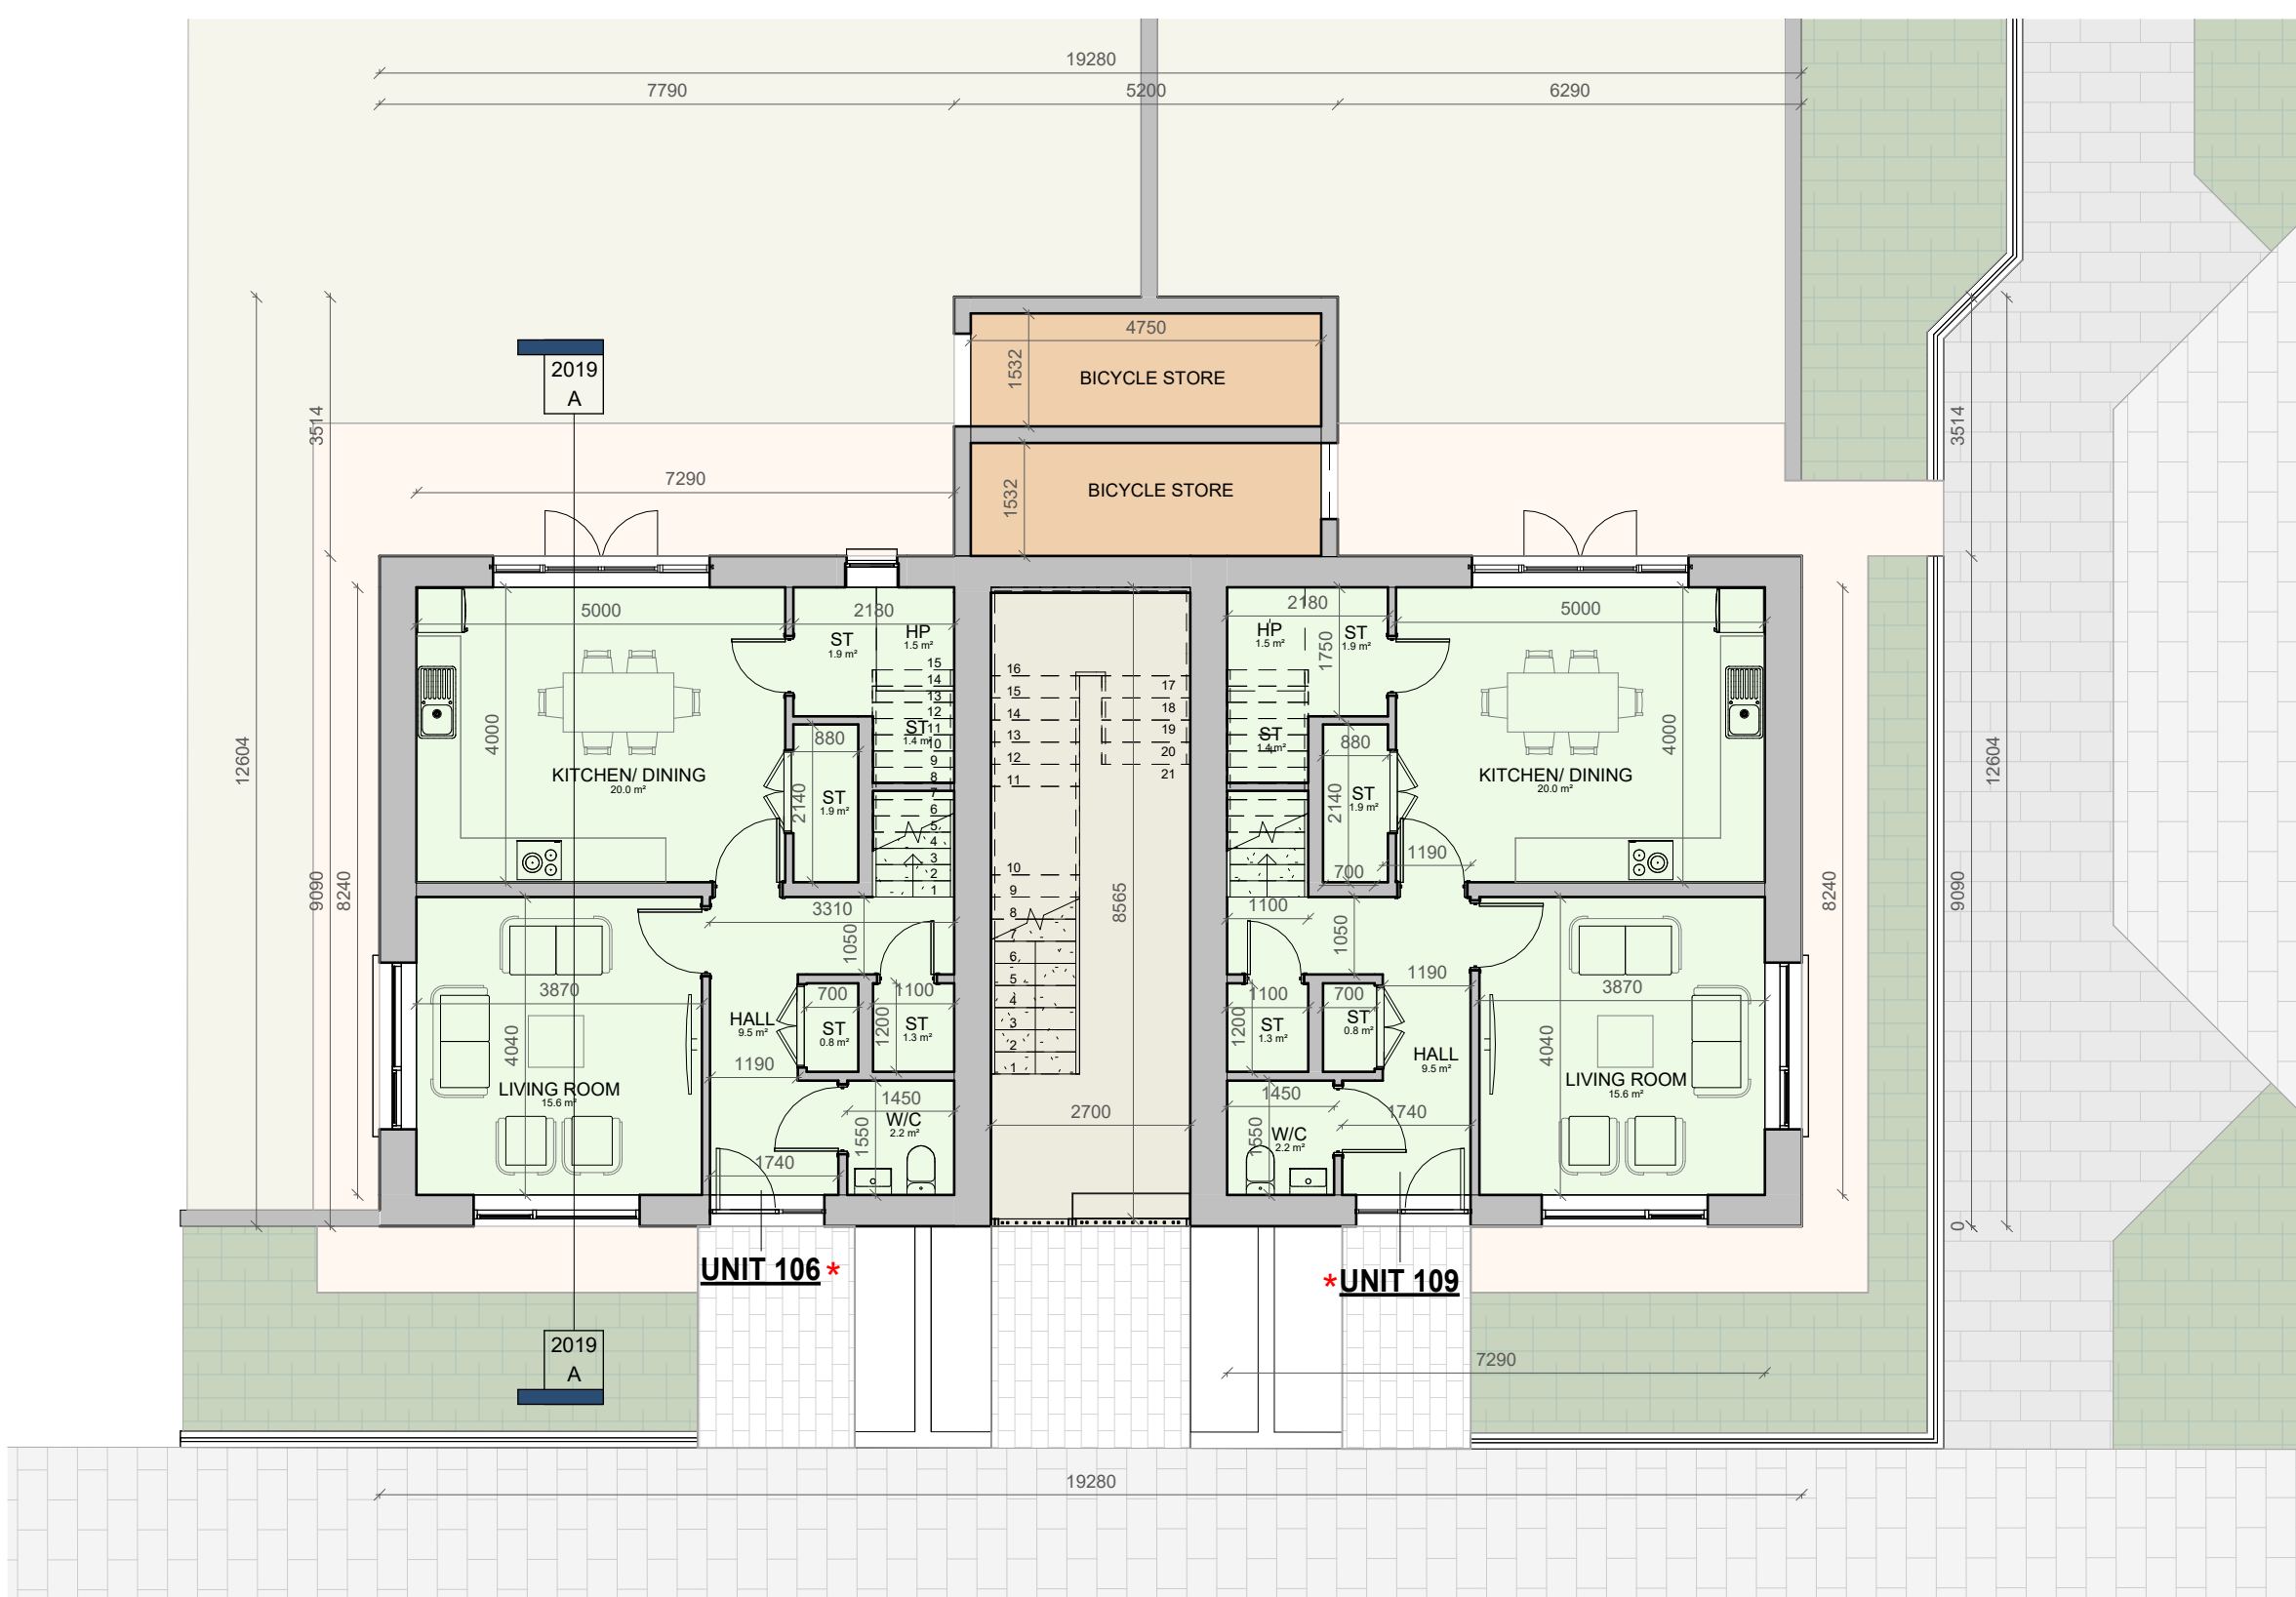 19280
7790 5200 6290
4750
1532
BICYCLE STORE
2019
A
3514
3514
7290
1532
BICYCLE STORE
5000
2180
2180
5000
ST
1.9 m²
HP
1.5 m²
HP
1.5 m²
ST
1.9 m²
1750
15
14
13
12
11
10
9
8
7
6
5
4
3
2
1
ST
1.4 m²
ST
1.4 m²
16
15
14
13
12
11
10
9
8
7
6
5
4
3
2
1
17
18
19
20
21
4000
4000
880
880
12604
12604
KITCHEN/ DINING
20.0 m²
KITCHEN/ DINING
20.0 m²
2140
ST
1.9 m²
2140
ST
1.9 m²
1190
700
9090
8240
8565
8240
9090
3310
1050
1100
1050
1190
3870
700
1100
1100
700
3870
4040
HALL
9.5 m²
ST
0.8 m²
1200
ST
1.3 m²
1200
ST
1.3 m²
ST
0.8 m²
HALL
9.5 m²
4040
1190
LIVING ROOM
15.6 m²
LIVING ROOM
15.6 m²
1450
W/C
2.2 m²
1550
2700
1450
1740
W/C
2.2 m²
1550
1740
0
UNIT 106 *
* UNIT 109
2019
A
7290
19280